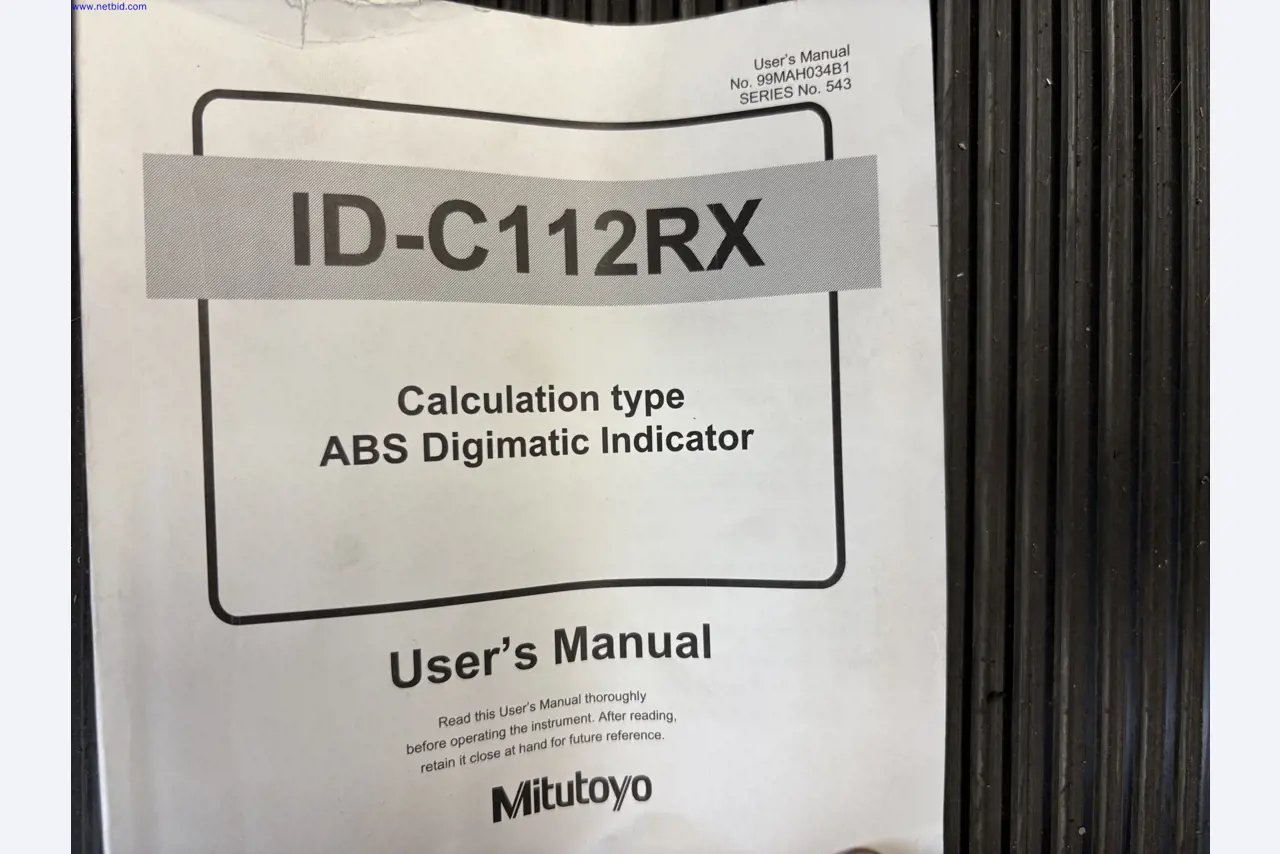 www.netbid.com
User's Manual
No. 99MAH034B1
SERIES No. 543
ID-C112RX
Calculation type
ABS Digimatic Indicator
User's Manual
Read this User's Manual thoroughly
before operating the instrument. After reading,
retain it close at hand for future reference.
Mitutoyo